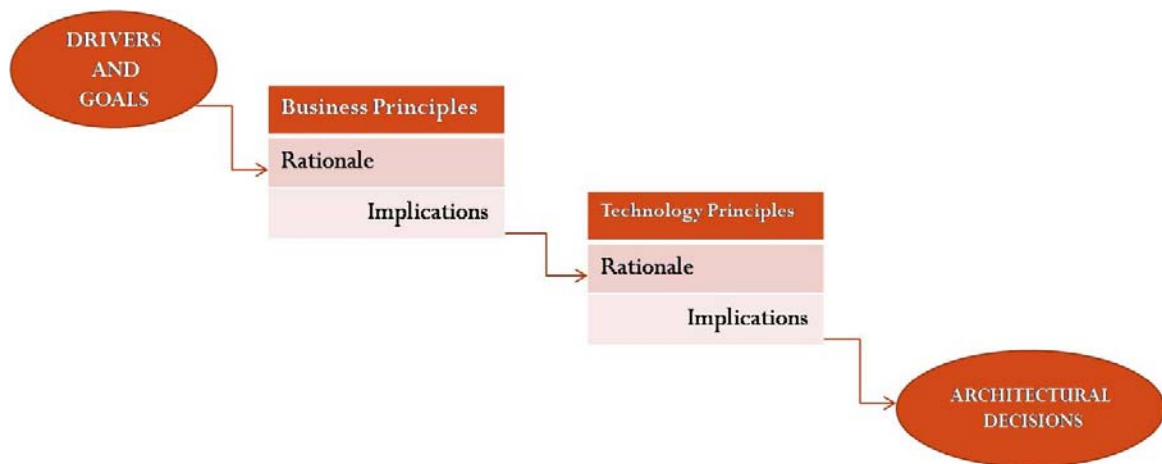 DRIVERS
AND
GOALS
Business Principles
Rationale
Implications
Technology Principles
Rationale
Implications
ARCHITECTURAL
DECISIONS